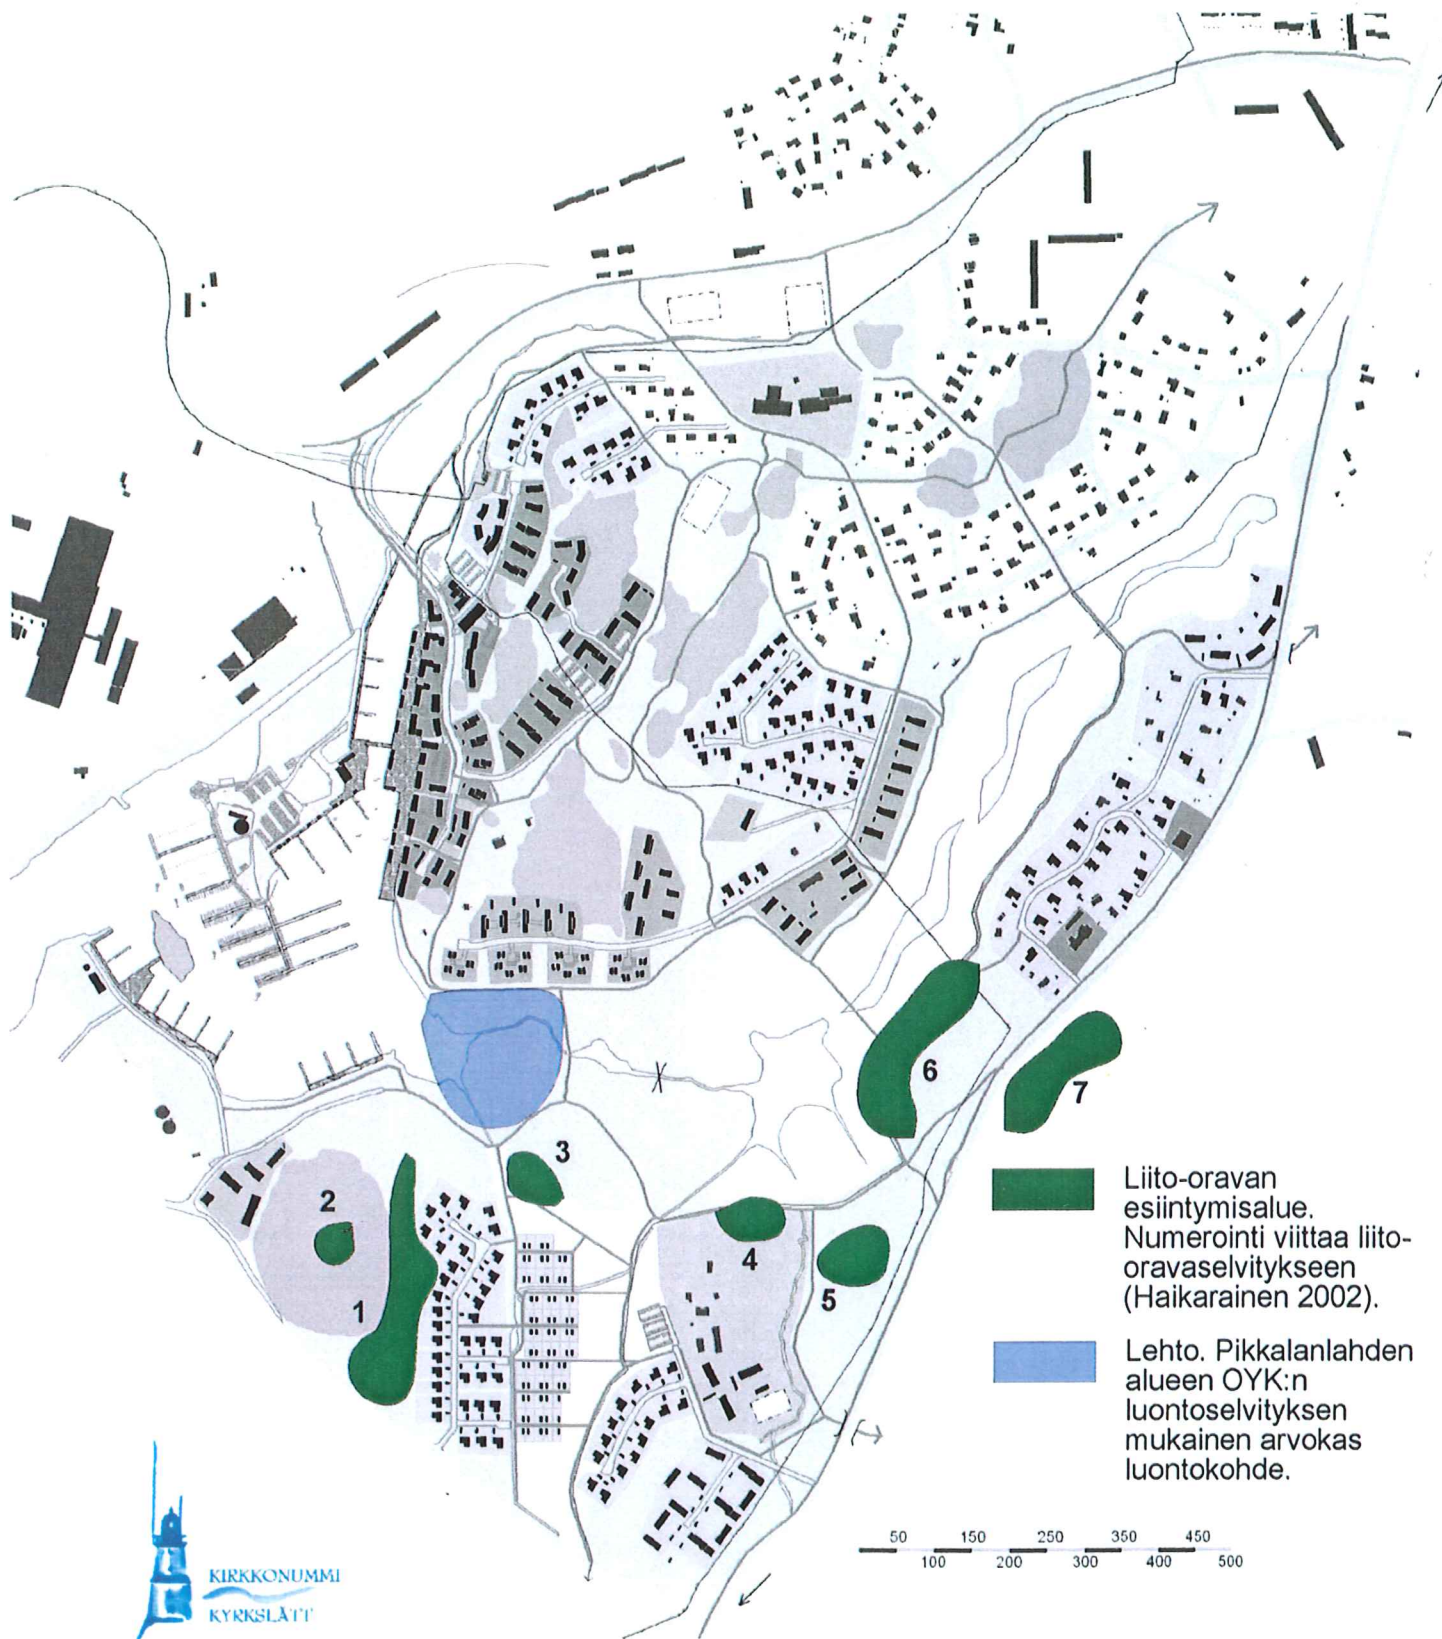 6
7
3
2
4
5
1
Liito-oravan
esiintymisalue.
Numerointi viittaa liito-
oravaselvitykseen
(Haikarainen 2002).
Lehto. Pikkalanlahden
alueen OYK:n
luontoselvityksen
mukainen arvokas
luontokohde.
50 150 250 350 450
100 200 300 400 500
KIRKKONUMMI
KYRKSLÄTT